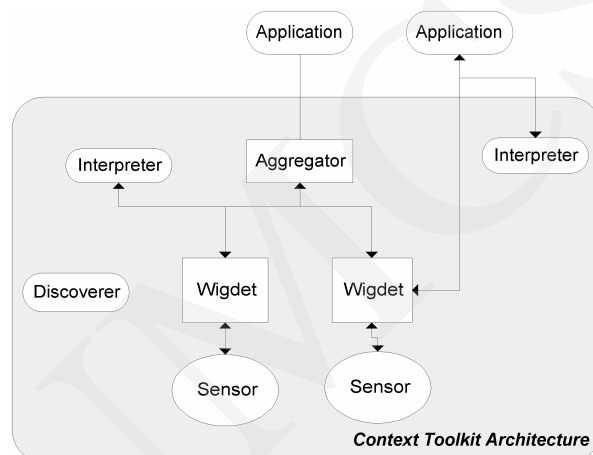 Application
Application
Aggregator
Interpreter
Interpreter
Discoverer
Wigdet
Wigdet
Sensor
Sensor
Context Toolkit Architecture